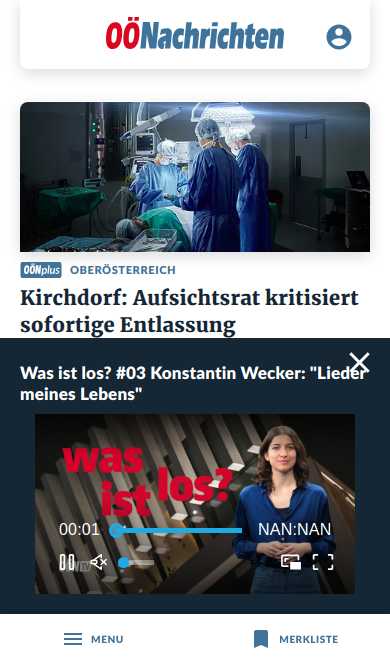 OÖNachrichten
OÖNplus OBERÖSTERREICH
Kirchdorf: Aufsichtsrat kritisiert
sofortige Entlassung
Was ist los? #03 Konstantin Wecker: "Lieder
meines Lebens"
was
ist los?
00:01 NAN:NAN
MENU MERKLISTE